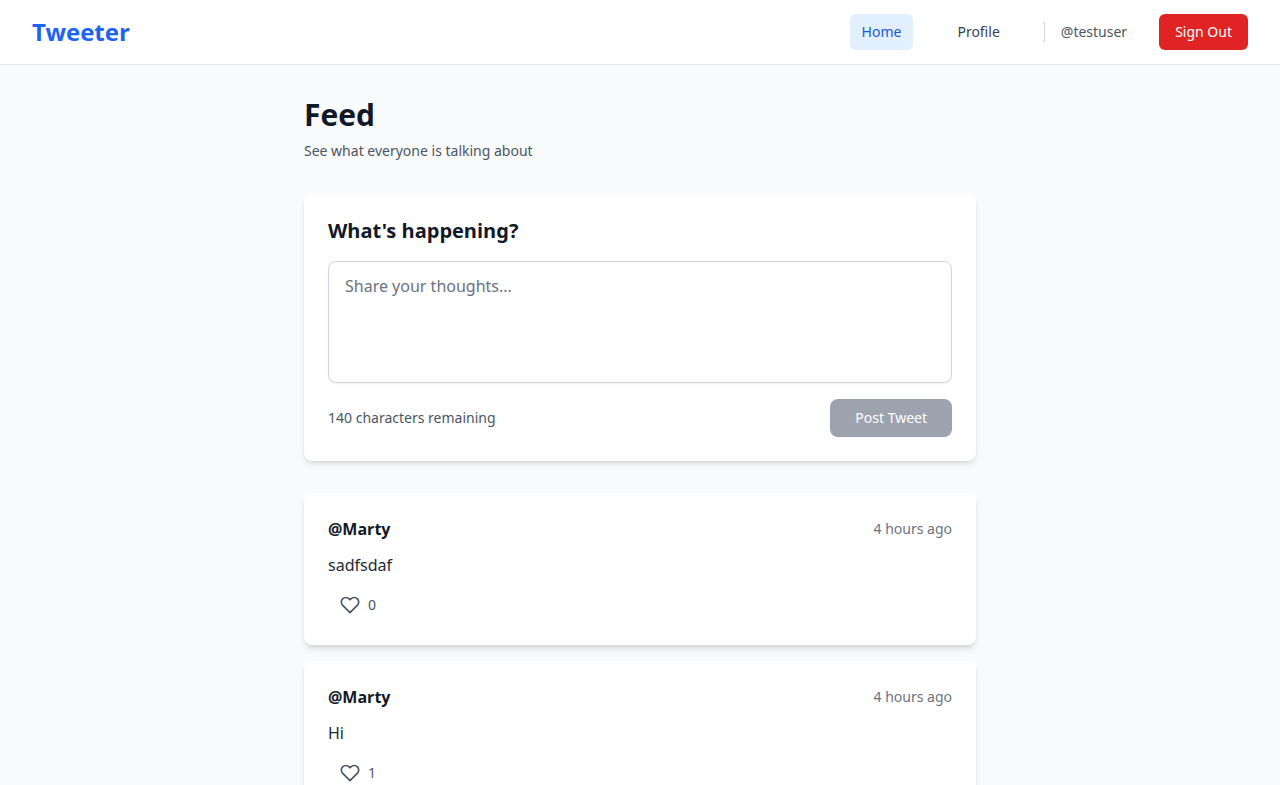 Tweeter
Home
Profile
@testuser
Sign Out
Feed
See what everyone is talking about
What's happening?
Share your thoughts...
140 characters remaining
Post Tweet
@Marty
4 hours ago
sadfsdaf
0
@Marty
4 hours ago
Hi
1